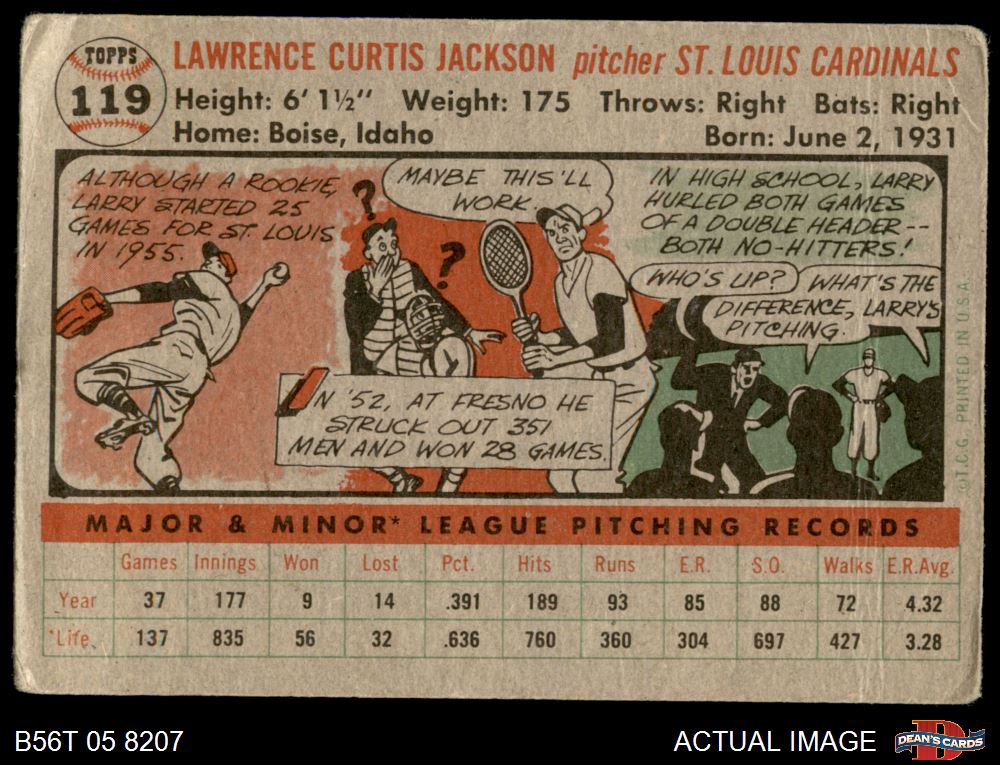 TOPPS
119
LAWRENCE CURTIS JACKSON pitcher ST. LOUIS CARDINALS
Height: 6' 1½" Weight: 175 Throws: Right Bats: Right
Home: Boise, Idaho Born: June 2, 1931
ALTHOUGH A ROOKIE,
LARRY STARTED 25
GAMES FOR ST. LOUIS
IN 1955.
?
?
MAYBE THIS'LL
WORK.
IN '52, AT FRESNO HE
STRUCK OUT 351
MEN AND WON 28 GAMES.
IN HIGH SCHOOL, LARRY
HURLED BOTH GAMES
OF A DOUBLE HEADER--
BOTH NO-HITTERS!
WHO'S UP?
WHAT'S THE
DIFFERENCE, LARRY'S
PITCHING.
©T.C.G. PRINTED IN U.S.A.
MAJOR & MINOR* LEAGUE PITCHING RECORDS
Games Innings Won Lost Pct. Hits Runs E.R. S.O. Walks E.R.Avg.
Year 37 177 9 14 .391 189 93 85 88 72 4.32
*Life 137 835 56 32 .636 760 360 304 697 427 3.28
B56T 05 8207 ACTUAL IMAGE
DEAN'S CARDS